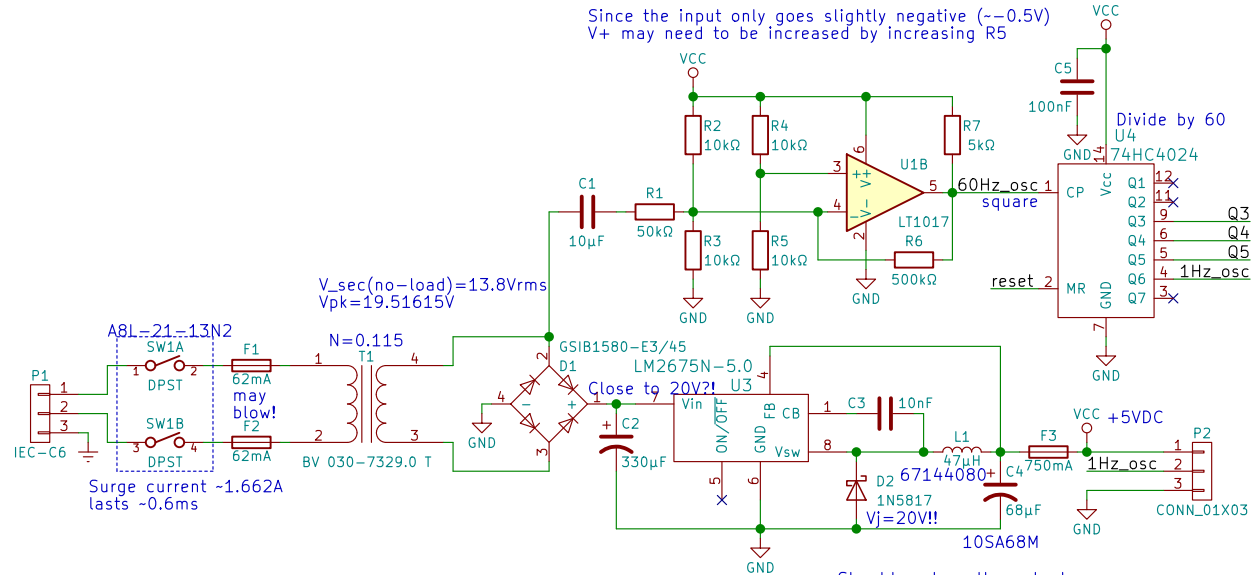 Since the input only goes slightly negative (~-0.5V)
V+ may need to be increased by increasing R5
VCC
VCC
C5
100nF
GND
R2
10kΩ
R4
10kΩ
R7
5kΩ
Divide by 60
U4
74HC4024
14
Vcc
U1B
6
V+
3
+
4
-
V-
2
5
LT1017
60Hz_osc
square
1
CP
Q1
12
Q2
11
Q3
9
Q3
Q4
6
Q4
Q5
5
Q5
Q6
4
1Hz_osc
Q7
3
reset
2
MR
GND
7
GND
C1
10µF
R1
50kΩ
R3
10kΩ
R5
10kΩ
R6
500kΩ
GND
GND
GND
V_sec(no-load)=13.8Vrms
Vpk=19.51615V
A8L-21-13N2
N=0.115
SW1A
1
2
DPST
F1
62mA
may
blow!
T1
1
4
P1
1
2
3
IEC-C6
SW1B
3
4
DPST
F2
62mA
2
3
BV 030-7329.0 T
Surge current ~1.662A
lasts ~0.6ms
GSIB1580-E3/45
D1
2
4
-
+
1
3
GND
Close to 20V?!
LM2675N-5.0
U3
4
7
Vin
ON/OFF
GND
FB
CB
Vsw
1
8
5
6
+
C2
330µF
C3
10nF
L1
47µH
67144080
F3
750mA
VCC
+5VDC
P2
1
1Hz_osc
2
3
CONN_01X03
GND
D2
1N5817
Vj=20V!!
+
C4
68µF
10SA68M
GND